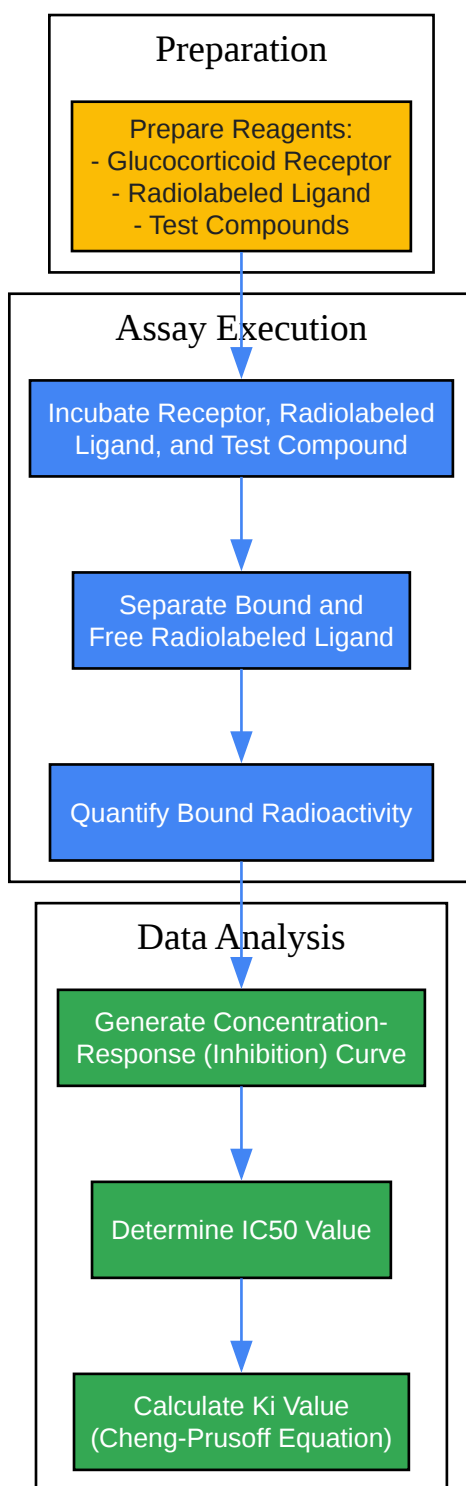 Preparation
Prepare Reagents:
- Glucocorticoid Receptor
- Radiolabeled Ligand
- Test Compounds
Assay Execution
Incubate Receptor, Radiolabeled
Ligand, and Test Compound
Separate Bound and
Free Radiolabeled Ligand
Quantify Bound Radioactivity
Data Analysis
Generate Concentration-
Response (Inhibition) Curve
Determine IC50 Value
Calculate Ki Value
(Cheng-Prusoff Equation)